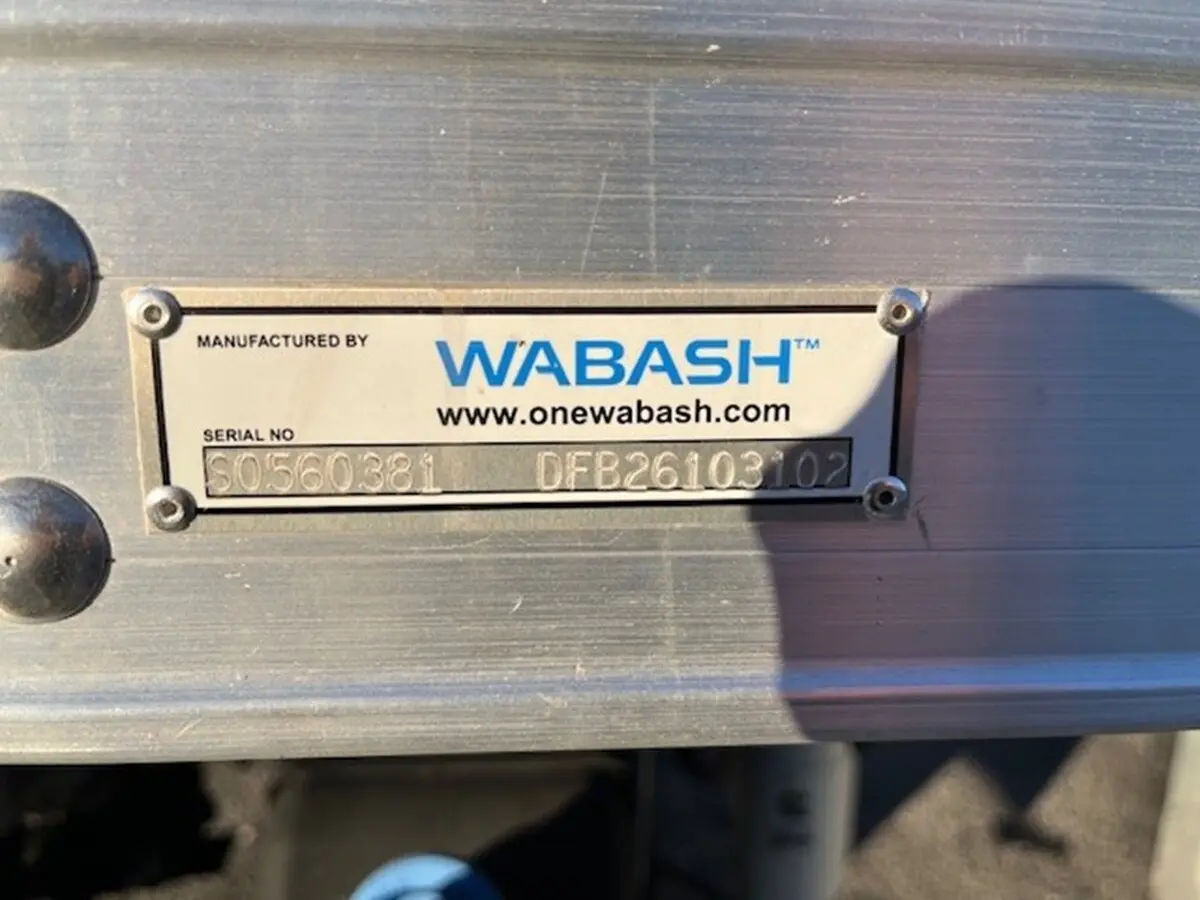 MANUFACTURED BY
WABASH™
www.onewabash.com
SERIAL NO
S0560381 DFB26103102